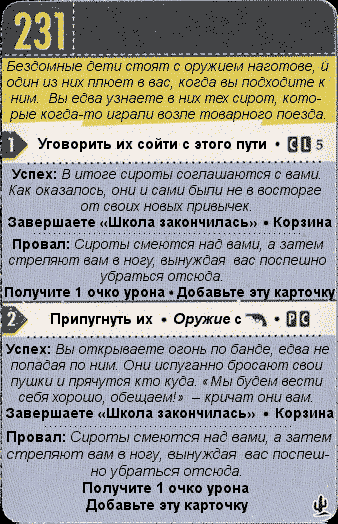 231
Бездомные дети стоят с оружием наготове, и
один из них плюет в вас, когда вы подходите к
ним. Вы едва узнаете в них тех сирот, кото-
рые когда-то играли возле товарного поезда.
1 Уговорить их сойти с этого пути • C L 5
Успех: В итоге сироты соглашаются с вами.
Как оказалось, они и сами были не в восторге
от своих новых привычек.
Завершаете «Школа закончилась» • Корзина
Провал: Сироты смеются над вами, а затем
стреляют вам в ногу, вынуждая вас поспешно
убраться отсюда.
Получите 1 очко урона • Добавьте эту карточку
2 Припугнуть их • Оружие с • P C
Успех: Вы открываете огонь по банде, едва не
попадая по ним. Они испуганно бросают свои
пушки и прячутся кто куда. «Мы будем вести
себя хорошо, обещаем!» – кричат они вам.
Завершаете «Школа закончилась» • Корзина
Провал: Сироты смеются над вами, а затем
стреляют вам в ногу, вынуждая вас поспеш-
но убраться отсюда.
Получите 1 очко урона
Добавьте эту карточку